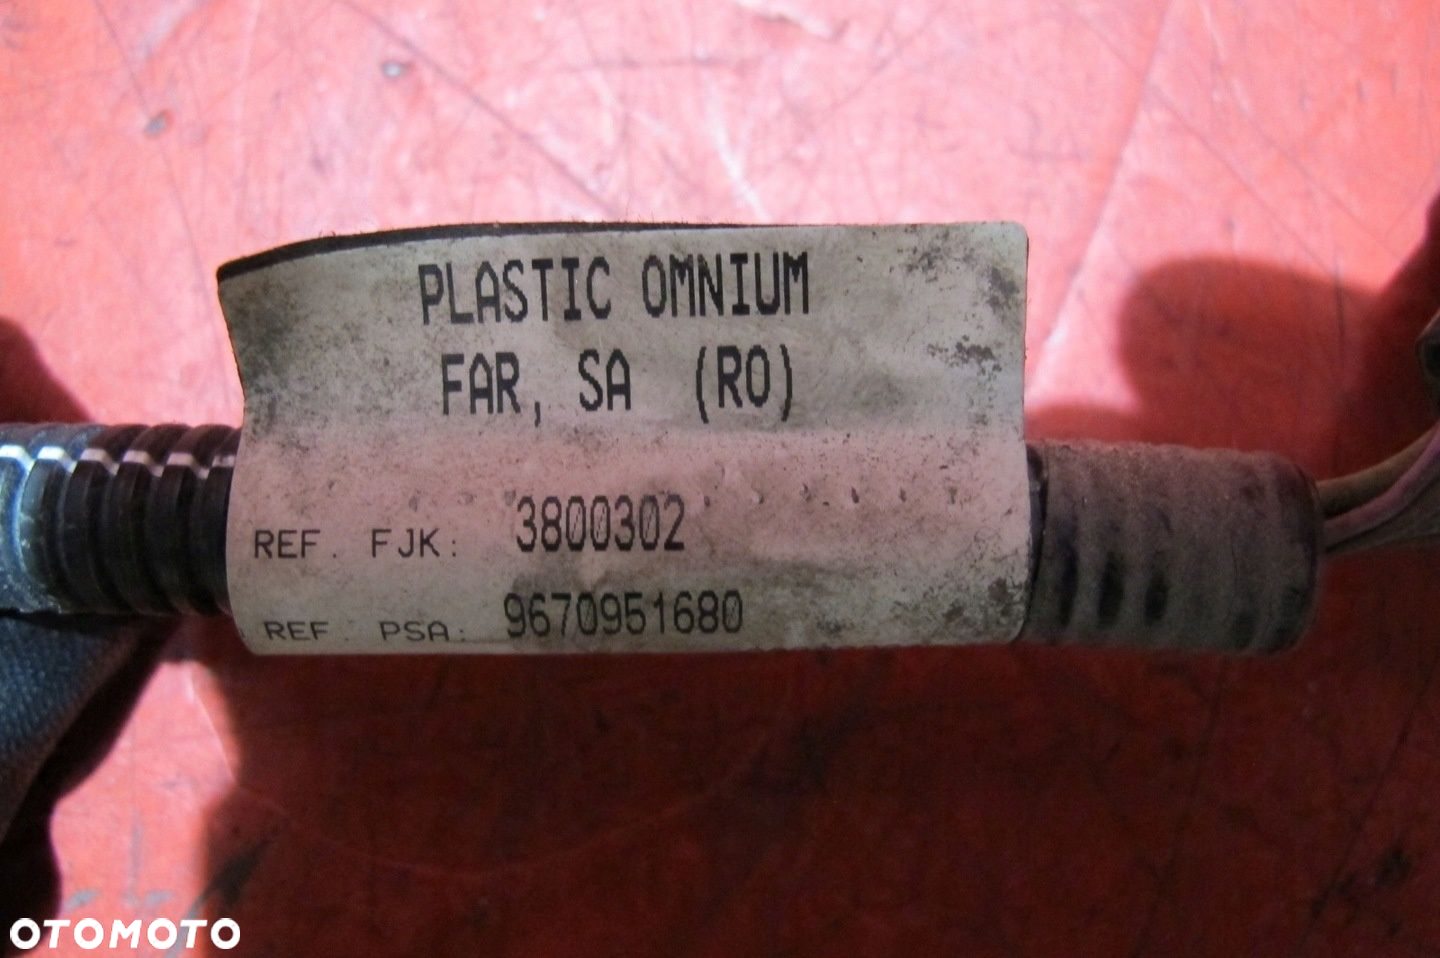 PLASTIC OMNIUM
FAR, SA (RO)
REF. FJK: 3800302
REF. PSA: 9670951680
OTOMOTO